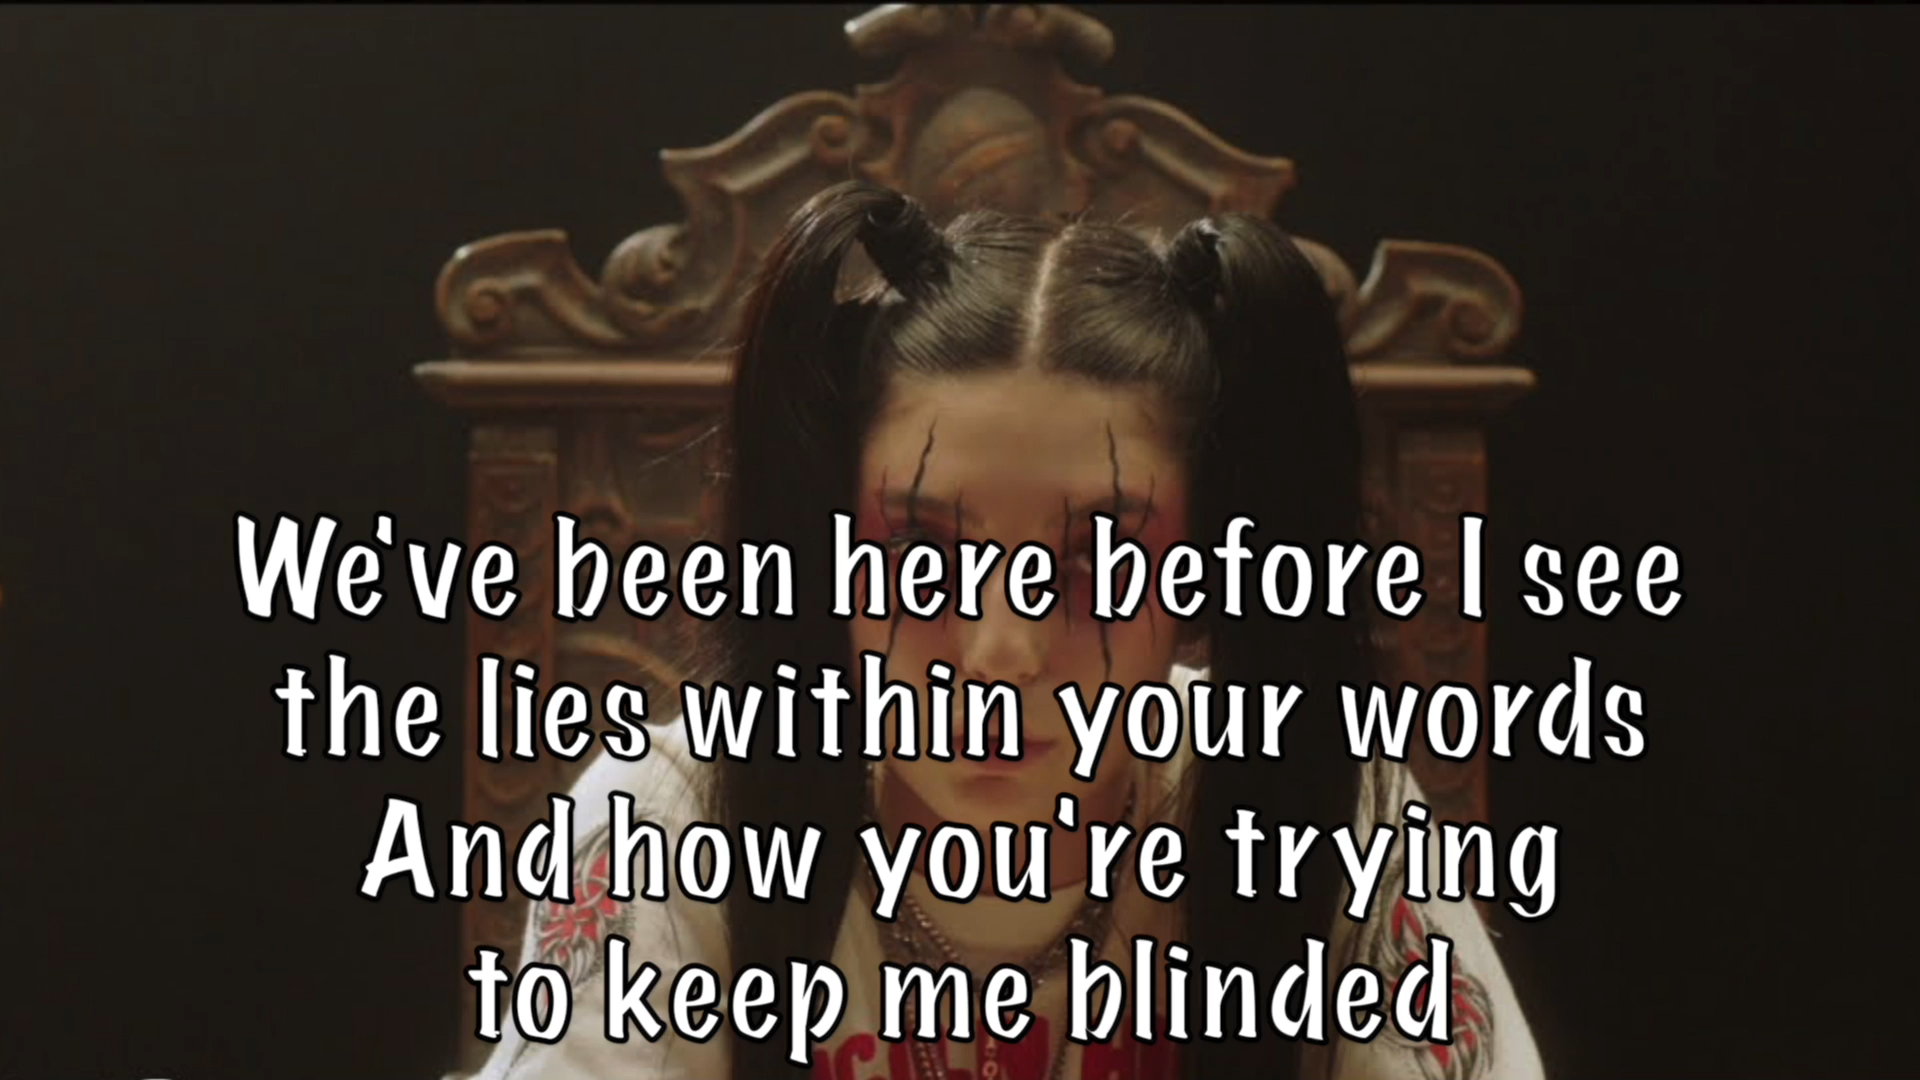 We've been here before I see
the lies within your words
And how you're trying
to keep me blinded